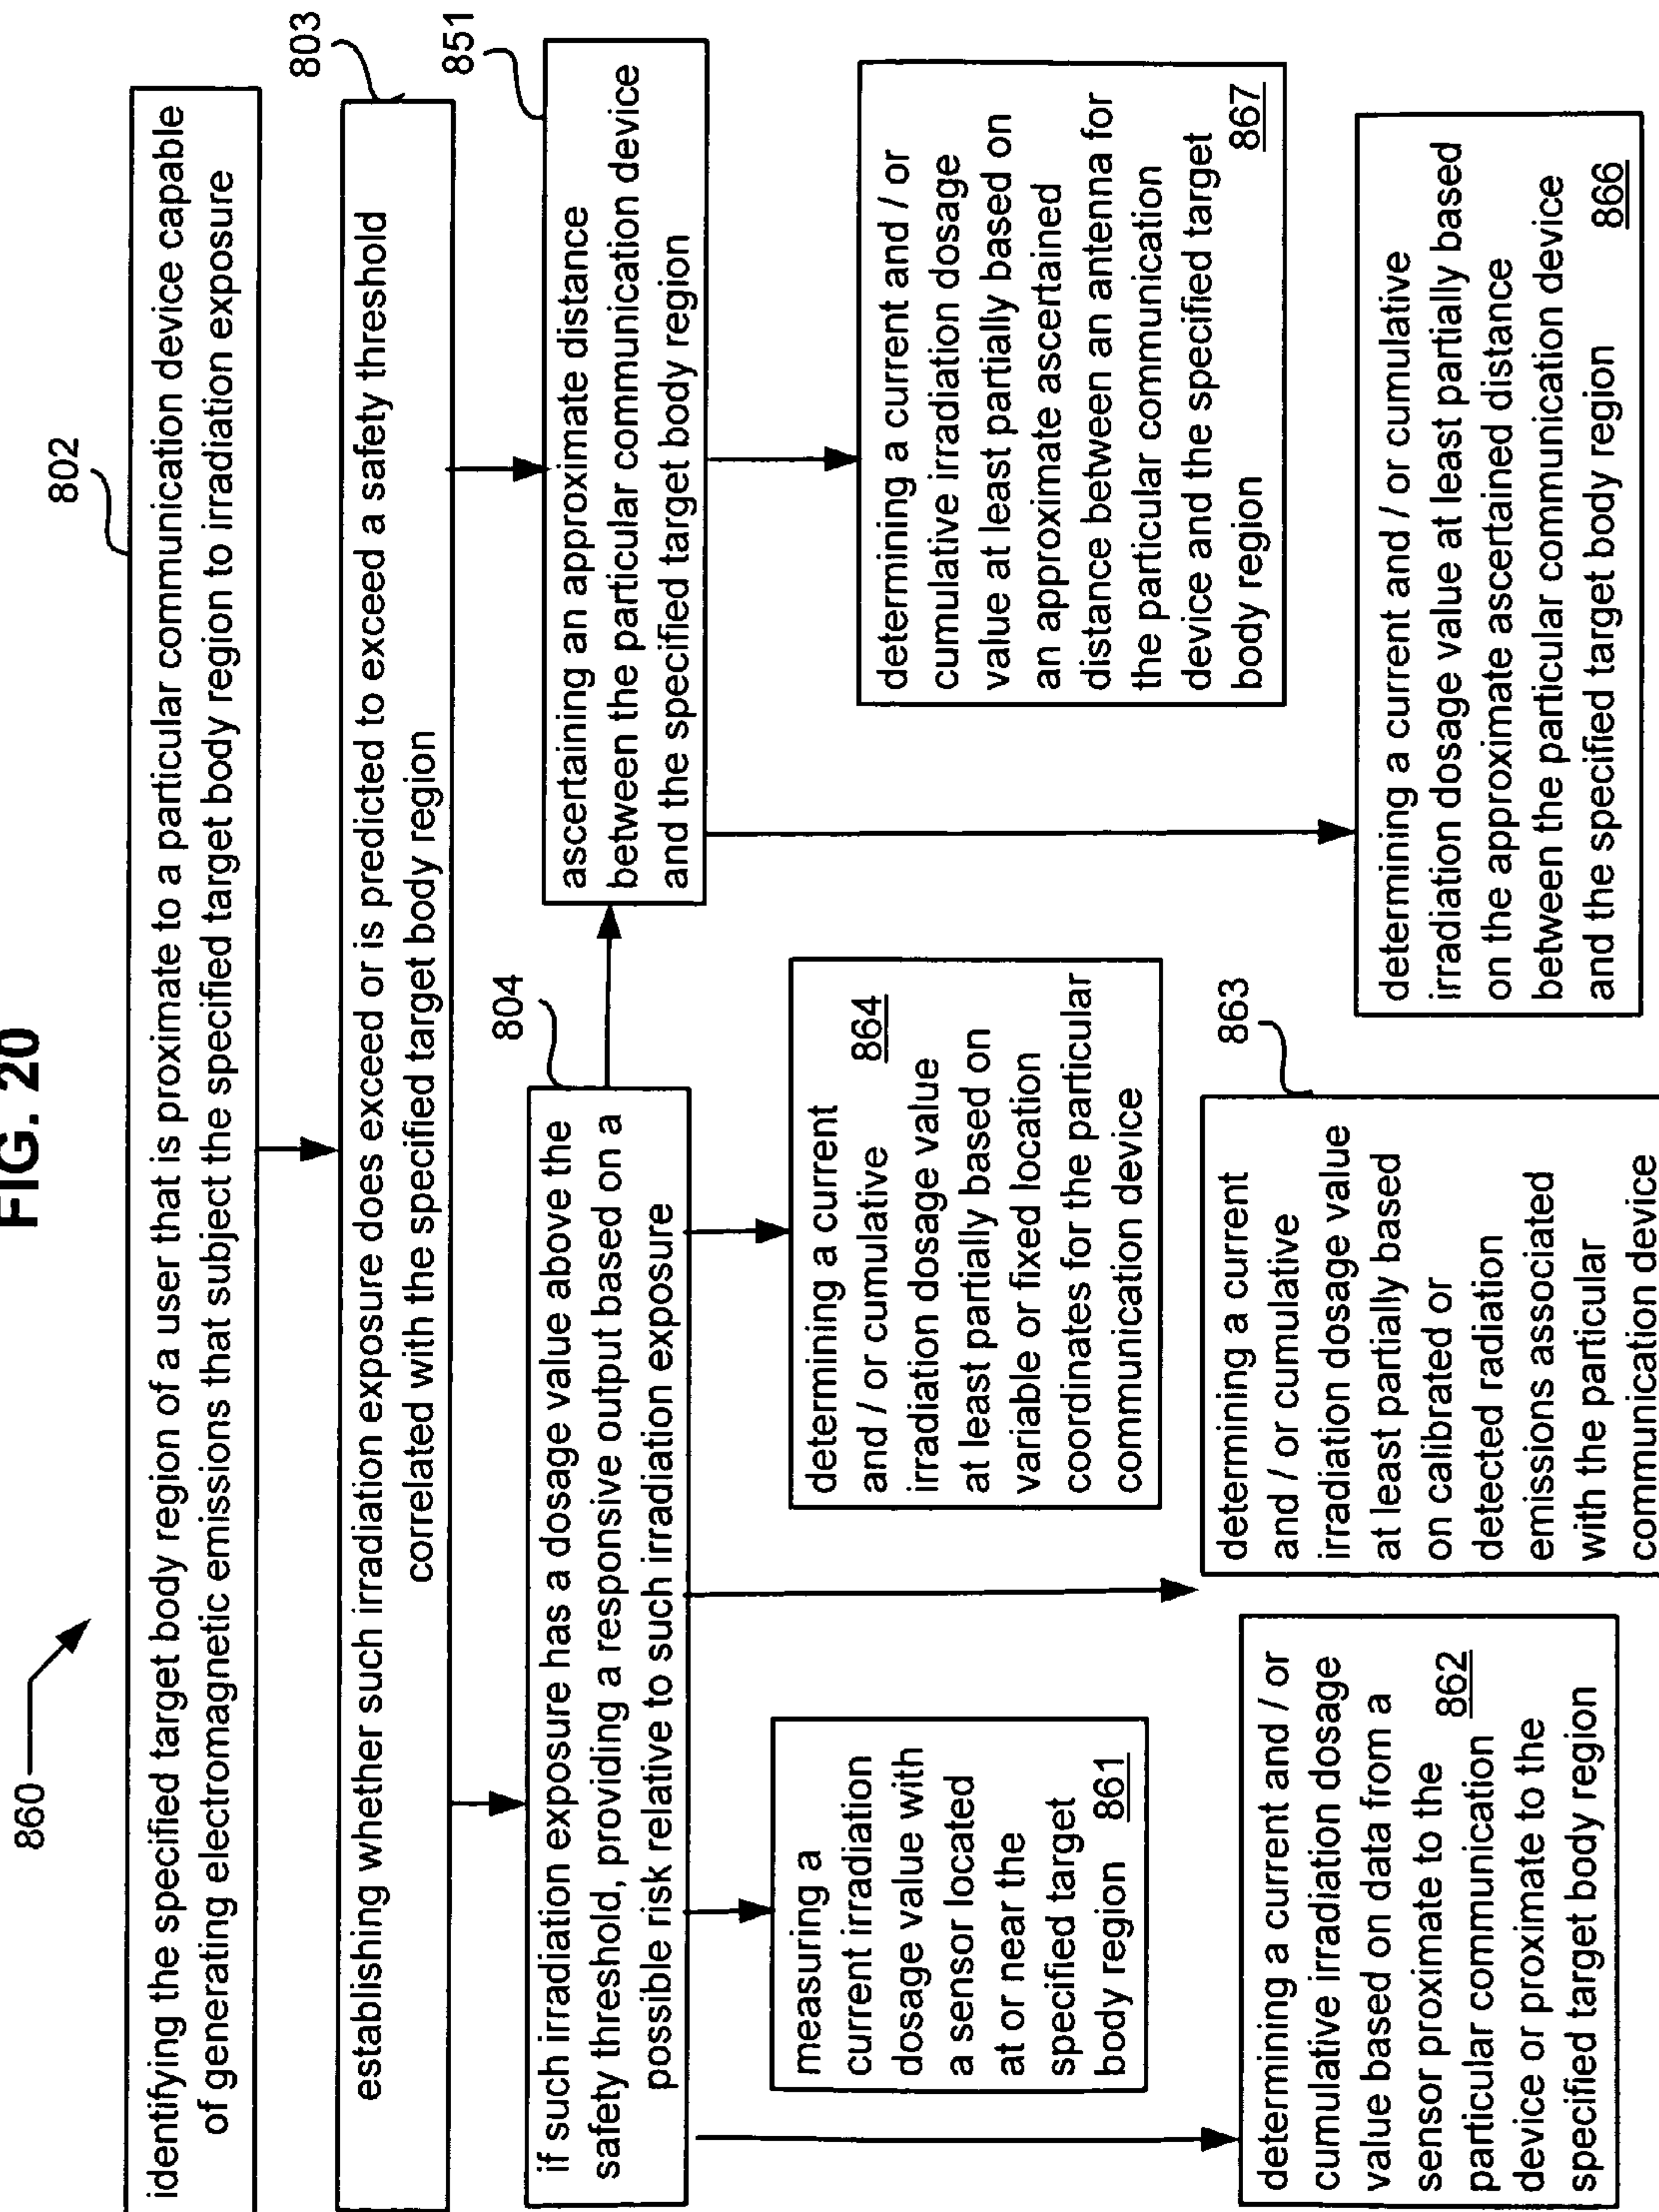 FIG. 20
860
802
identifying the specified target body region of a user that is proximate to a particular communication device capable
of generating electromagnetic emissions that subject the specified target body region to irradiation exposure
803
establishing whether such irradiation exposure does exceed or is predicted to exceed a safety threshold
correlated with the specified target body region
804
if such irradiation exposure has a dosage value above the
safety threshold, providing a responsive output based on a
possible risk relative to such irradiation exposure
851
ascertaining an approximate distance
between the particular communication device
and the specified target body region
measuring a
current irradiation
dosage value with
a sensor located
at or near the
specified target
body region 861
determining a current
and / or cumulative 864
irradiation dosage value
at least partially based on
variable or fixed location
coordinates for the particular
communication device
determining a current and / or
cumulative irradiation dosage
value at least partially based on
an approximate ascertained
distance between an antenna for
the particular communication
device and the specified target
body region 867
determining a current and / or
cumulative irradiation dosage
value based on data from a
sensor proximate to the 862
particular communication
device or proximate to the
specified target body region
863
determining a current
and / or cumulative
irradiation dosage value
at least partially based
on calibrated or
detected radiation
emissions associated
with the particular
communication device
determining a current and / or cumulative
irradiation dosage value at least partially based
on the approximate ascertained distance
between the particular communication device
and the specified target body region 866